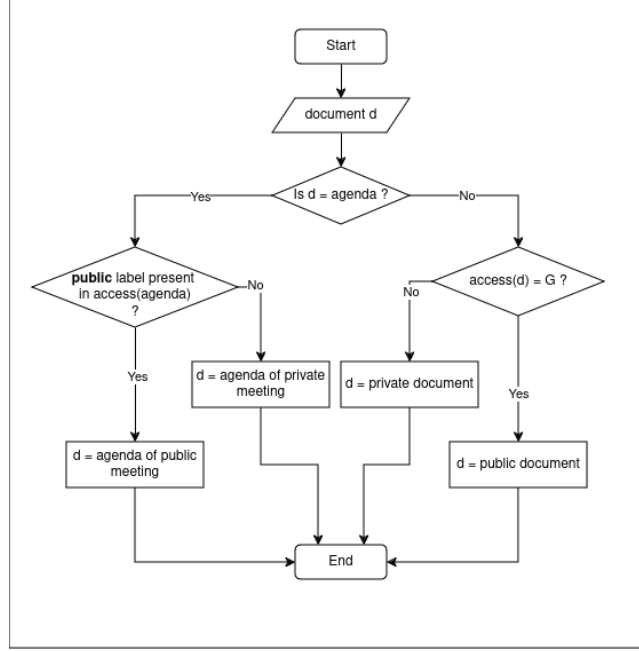 Start
document d
Is d = agenda ?
Yes
No
public label present
in access(agenda)
?
access(d) = G ?
No
No
d = agenda of private
meeting
d = private document
Yes
Yes
d = agenda of public
meeting
d = public document
End